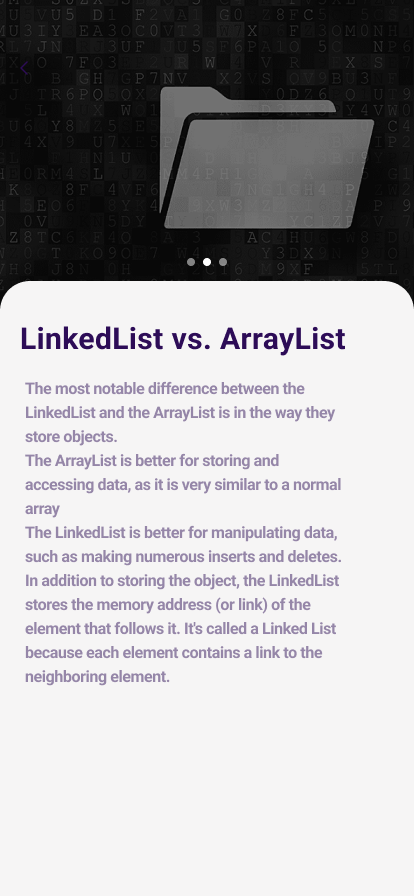 LinkedList vs. ArrayList
The most notable difference between the
LinkedList and the ArrayList is in the way they
store objects.
The ArrayList is better for storing and
accessing data, as it is very similar to a normal
array
The LinkedList is better for manipulating data,
such as making numerous inserts and deletes.
In addition to storing the object, the LinkedList
stores the memory address (or link) of the
element that follows it. It's called a Linked List
because each element contains a link to the
neighboring element.